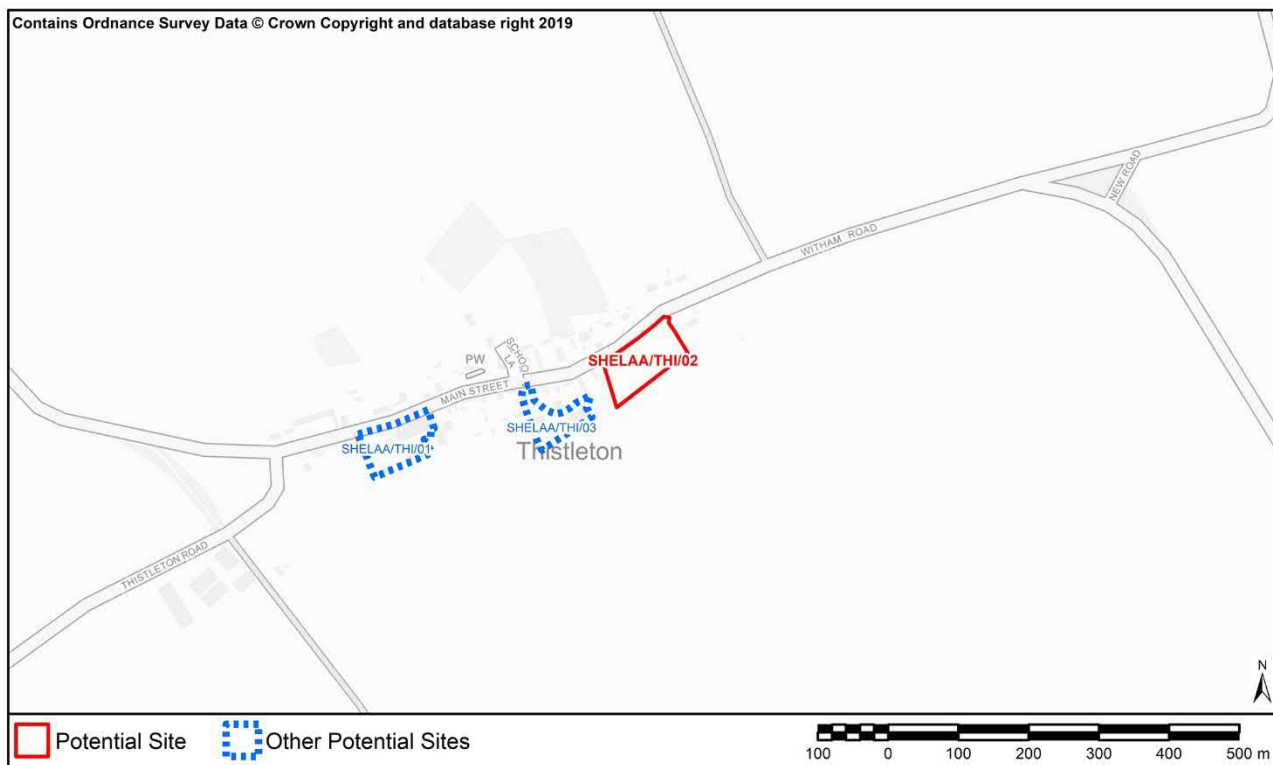 Contains Ordnance Survey Data © Crown Copyright and database right 2019
NEW ROAD
WITHAM ROAD
SCHOOL LA
PW
SHELAA/THI/02
MAIN STREET
SHELAA/THI/03
SHELAA/THI/01
Thistleton
THISTLETON ROAD
N
Potential Site
Other Potential Sites
100 0 100 200 300 400 500 m